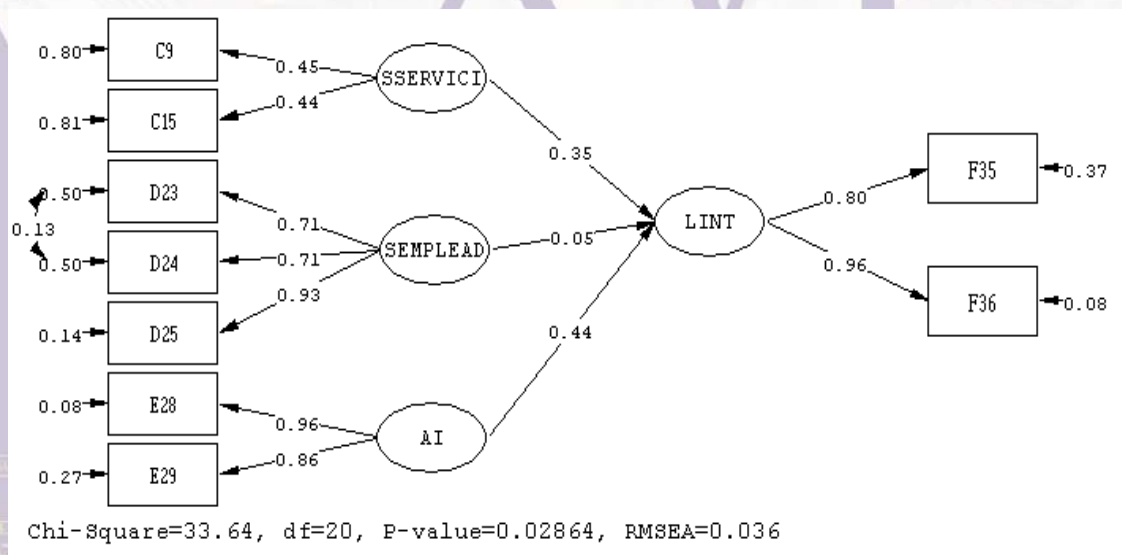 0.80
C9
0.45
SSERVICI
0.44
0.81
C15
0.35
0.50
D23
0.71
0.13
0.50
D24
0.71
SEMPLEAD
0.05
LINT
0.93
0.14
D25
0.44
0.08
E28
0.96
AI
0.86
0.27
E29
0.80
F35
0.37
0.96
F36
0.08
Chi-Square=33.64, df=20, P-value=0.02864, RMSEA=0.036